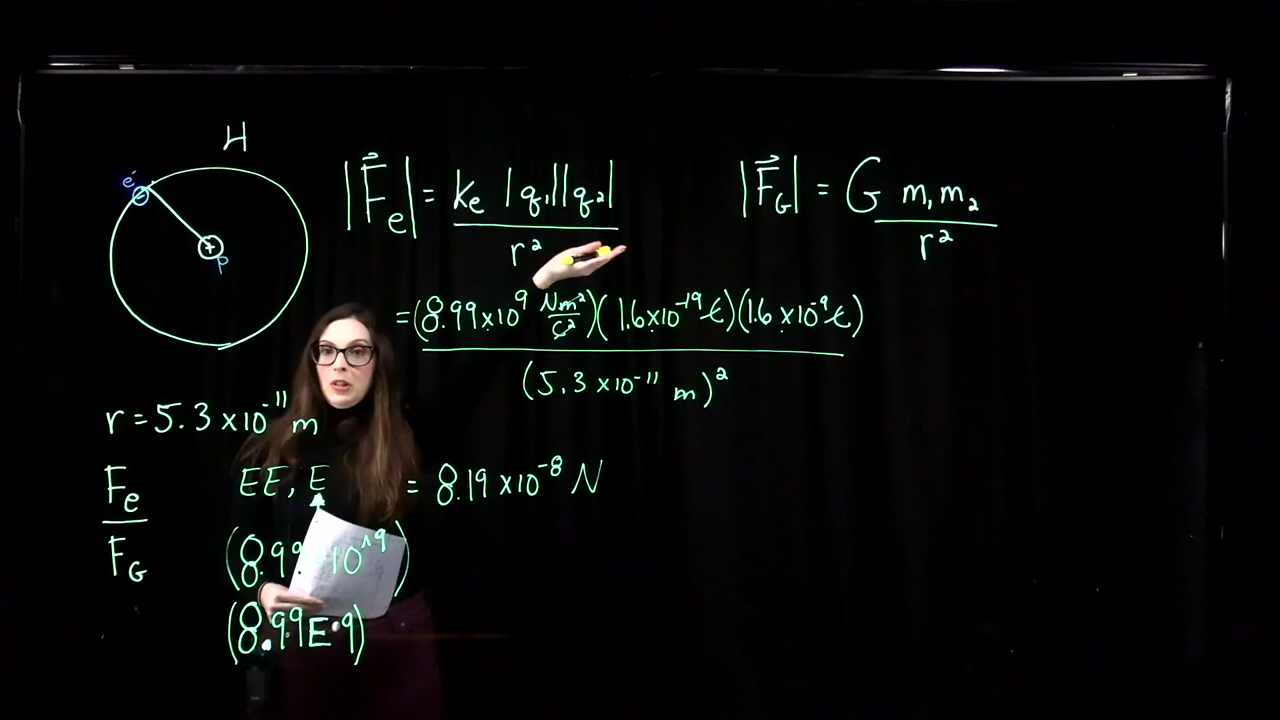 H
e⁻
+
p
|F⃗e| = ke |q₁||q₂| / r²
|F⃗G| = G m₁m₂ / r²
= (8.99×10⁹ Nm²/C²)(1.6×10⁻¹⁹C)(1.6×10⁻⁹C)
(5.3×10⁻¹¹ m)²
r = 5.3×10⁻¹¹ m
Fe / FG
EE, E
= 8.19×10⁻⁸ N
(8.99 10^9)
(8.99E9)